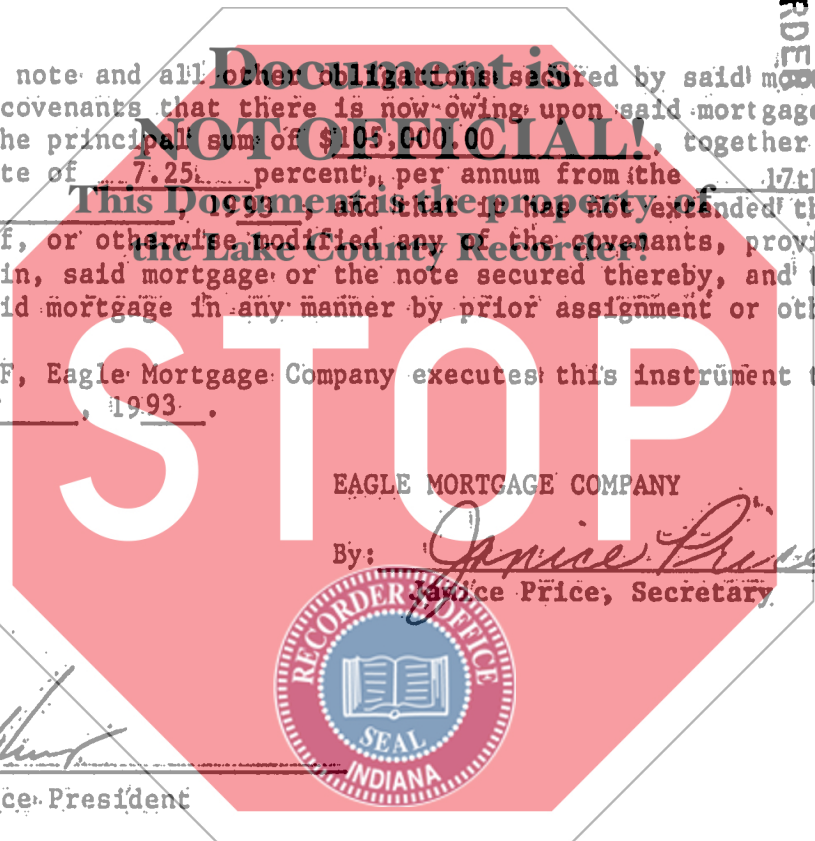 RDER
Document is
NOT OFFICIAL!
This Document is the property of
the Lake County Recorder!
note and all other obligations secured by said
covenants that there is now owing upon said mortgage
he principal sum of $105,000.00, together
te of 7.25 percent, per annum from the 17th
, 1993, and that it has not extended th
f, or otherwise modified any of the covenants, provi
in, said mortgage or the note secured thereby, and t
id mortgage in any manner by prior assignment or oth
F, Eagle Mortgage Company executes this instrument t
, 1993.
STOP
EAGLE MORTGAGE COMPANY
By: Janice Price
Janice Price, Secretary
RECORDER'S OFFICE
SEAL
INDIANA
ce President